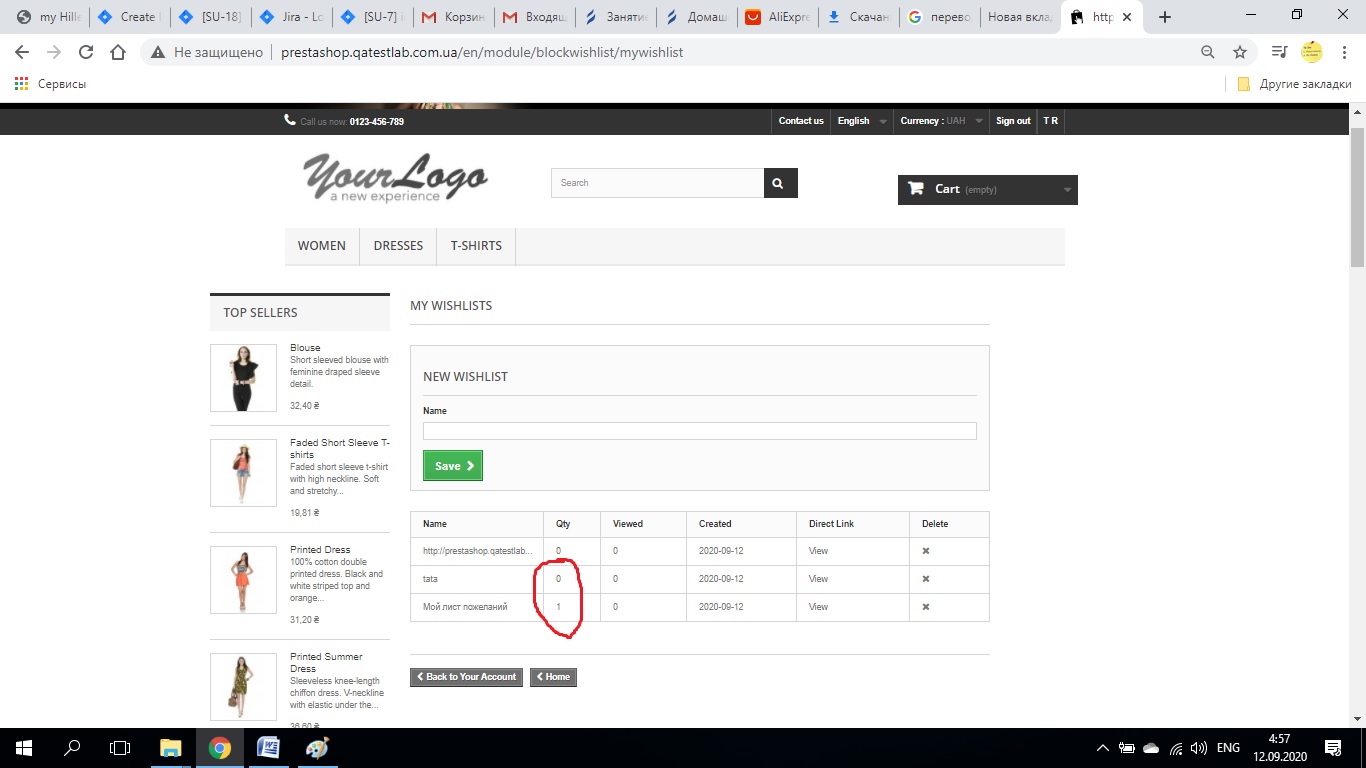 my Hille
Create
[SU-18]
Jira - Lo
[SU-7] i
Корзин
Входящ
Занятие
Домаш
AliExpre
Скачан
перево
Новая вклад
http
Не защищено
prestashop.qatestlab.com.ua/en/module/blockwishlist/mywishlist
Сервисы
Другие закладки
Call us now: 0123-456-789
Contact us
English
Currency : UAH
Sign out
T R
YourLogo
a new experience
Search
Cart (empty)
WOMEN
DRESSES
T-SHIRTS
TOP SELLERS
Blouse
Short sleeved blouse with
feminine draped sleeve
detail.
32,40 ₴
Faded Short Sleeve T-
shirts
Faded short sleeve t-shirt
with high neckline. Soft
and stretchy...
19,81 ₴
Printed Dress
100% cotton double
printed dress. Black and
white striped top and
orange...
31,20 ₴
Printed Summer
Dress
Sleeveless knee-length
chiffon dress. V-neckline
with elastic under the...
36,60 ₴
MY WISHLISTS
NEW WISHLIST
Name
Save
Name Qty Viewed Created Direct Link Delete
http://prestashop.qatestlab... 0 0 2020-09-12 View
tata 0 0 2020-09-12 View
Мой лист пожеланий 1 0 2020-09-12 View
Back to Your Account
Home
ENG
4:57
12.09.2020